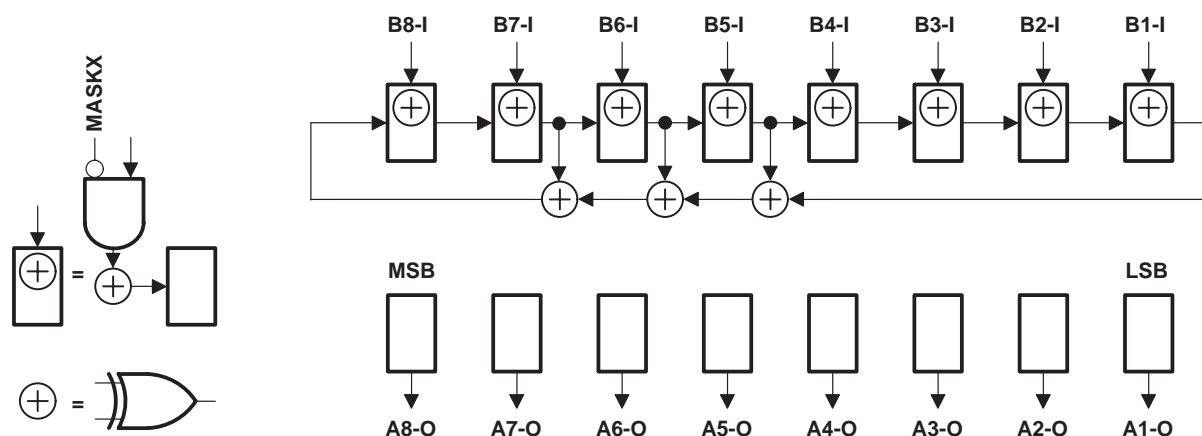 B8-I B7-I B6-I B5-I B4-I B3-I B2-I B1-I
MASKX
=
MSB LSB
=
A8-O A7-O A6-O A5-O A4-O A3-O A2-O A1-O